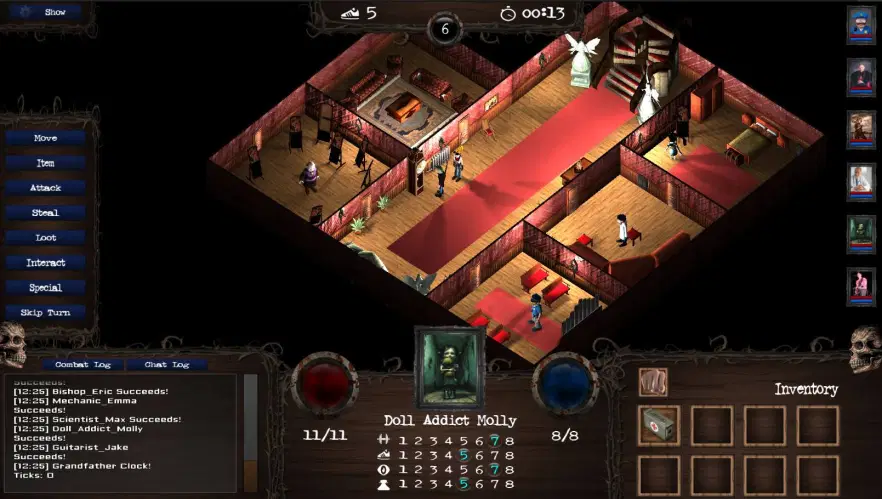 Show
5
00:13
6
Move
Item
Attack
Steal
Loot
Interact
Special
Skip Turn
Combat Log
Chat Log
Succeeds!
[12:25] Bishop_Eric Succeeds!
[12:25] Mechanic_Emma
Succeeds!
[12:25] Scientist_Max Succeeds!
[12:25] Doll_Addict_Molly
Succeeds!
[12:25] Guitarist_Jake
Succeeds!
[12:25] Grandfather Clock!
Ticks: 0
11/11
Doll Addict Molly
8/8
1 2 3 4 5 6 7 8
1 2 3 4 5 6 7 8
1 2 3 4 5 6 7 8
1 2 3 4 5 6 7 8
Inventory